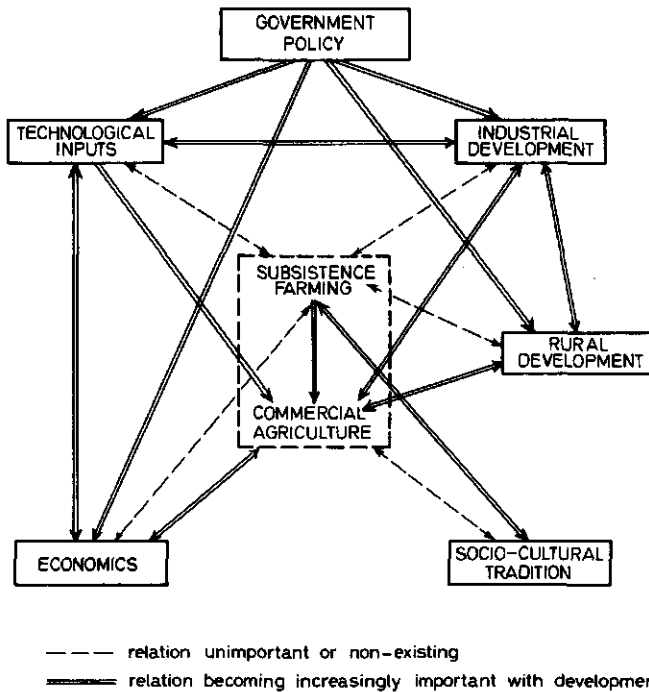 GOVERNMENT
POLICY
TECHNOLOGICAL
INPUTS
INDUSTRIAL
DEVELOPMENT
SUBSISTENCE
FARMING
RURAL
DEVELOPMENT
COMMERCIAL
AGRICULTURE
ECONOMICS
SOCIO-CULTURAL
TRADITION
relation unimportant or non-existing
relation becoming increasingly important with developmen